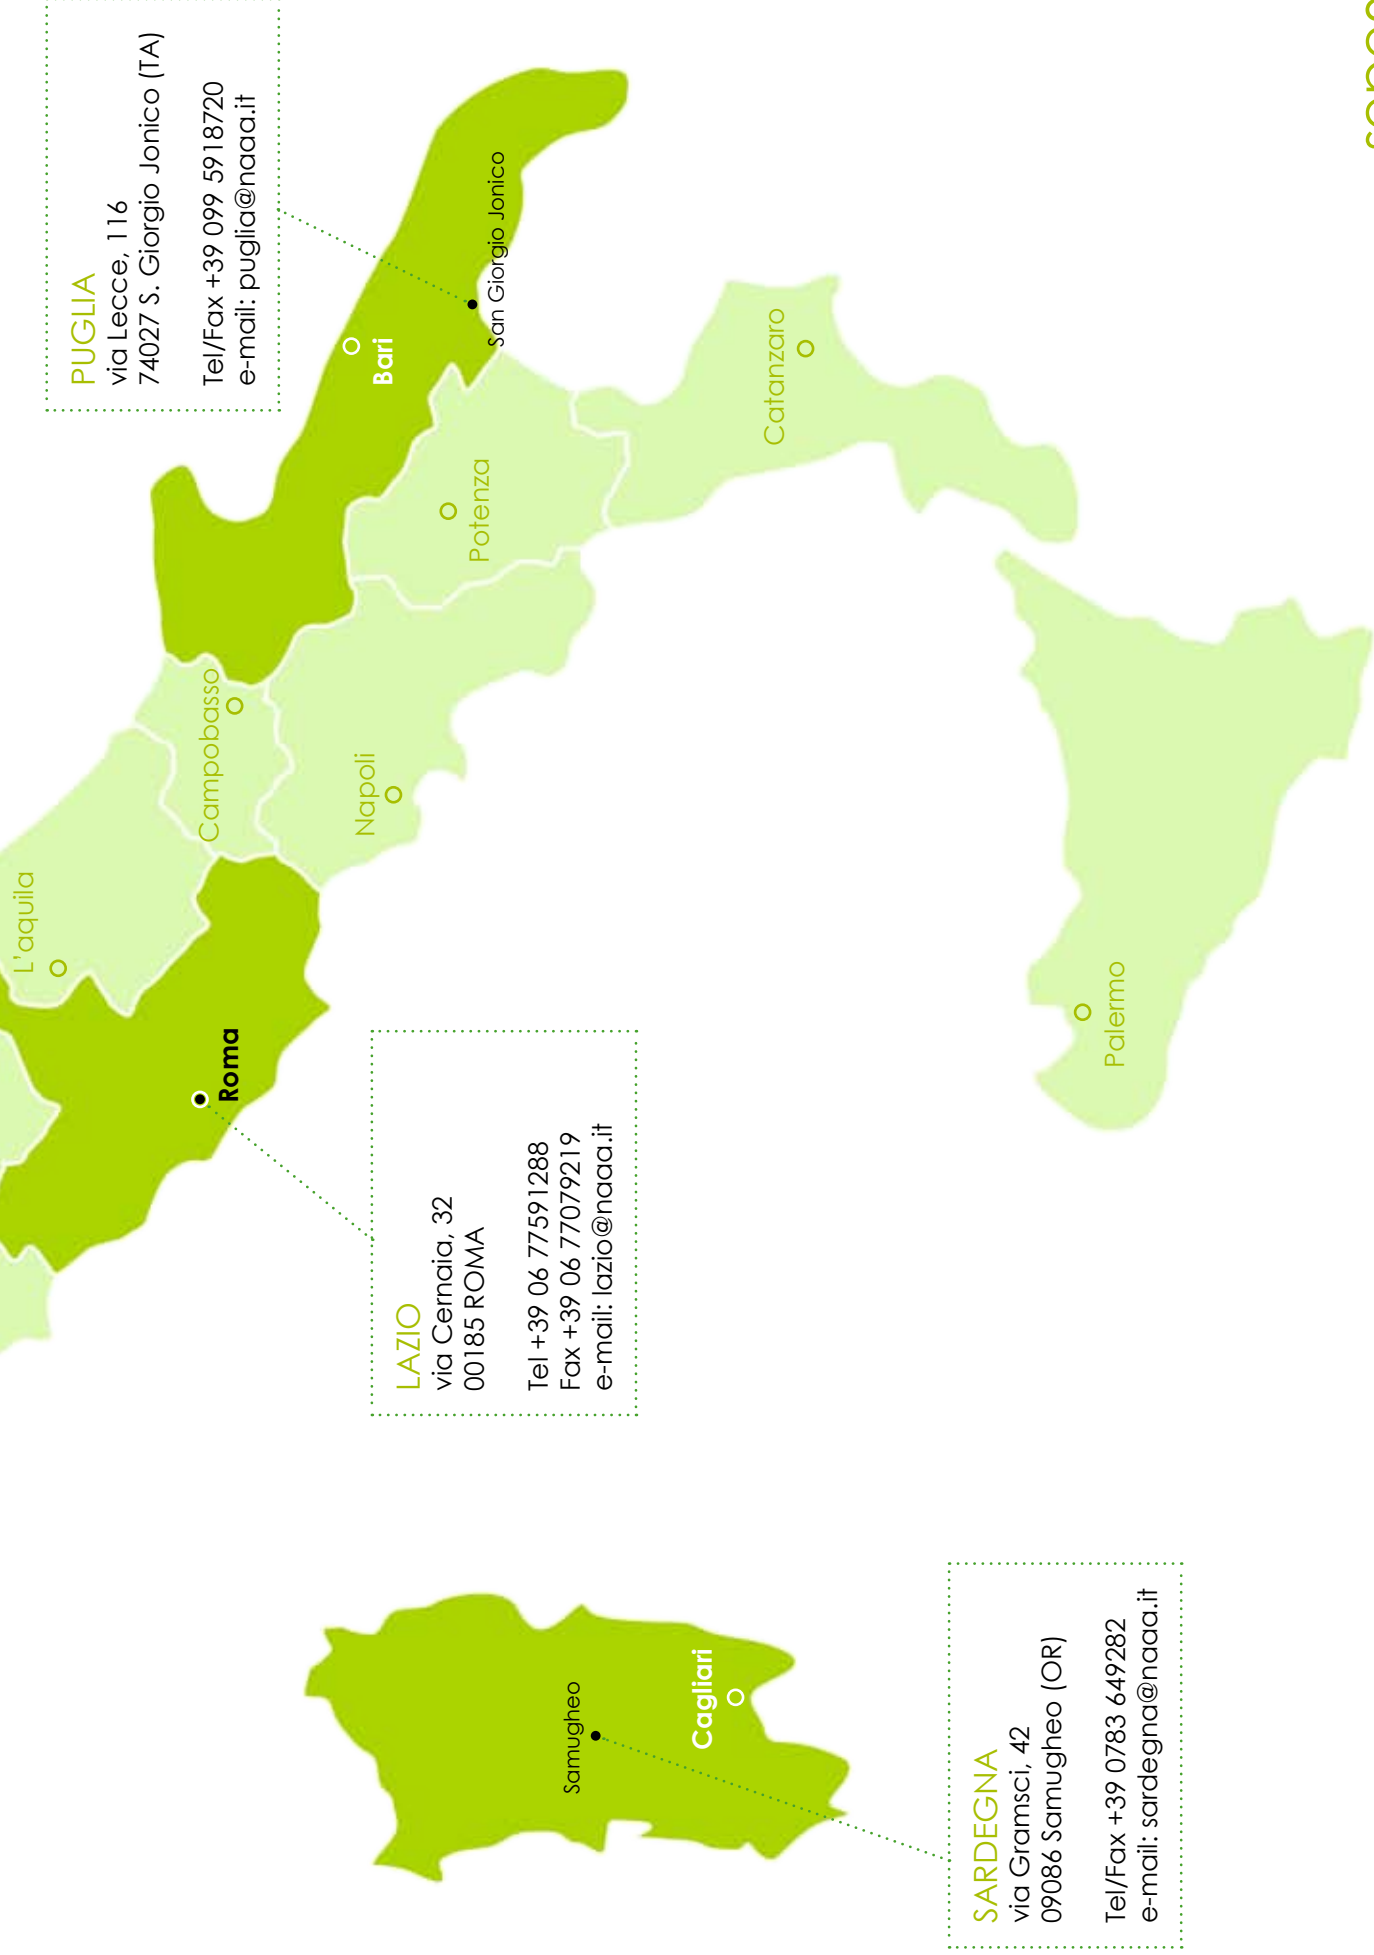 PUGLIA
via Lecce, 116
74027 S. Giorgio Jonico (TA)
Tel/Fax +39 099 5918720
e-mail: puglia@naaa.it
L'aquila
Campobasso
Napoli
Bari
San Giorgio Jonico
Potenza
Catanzaro
Roma
Palermo
LAZIO
via Cernaia, 32
00185 ROMA
Tel +39 06 77591288
Fax +39 06 77079219
e-mail: lazio@naaa.it
Samugheo
Cagliari
SARDEGNA
via Gramsci, 42
09086 Samugheo (OR)
Tel/Fax +39 0783 649282
e-mail: sardegna@naaa.it